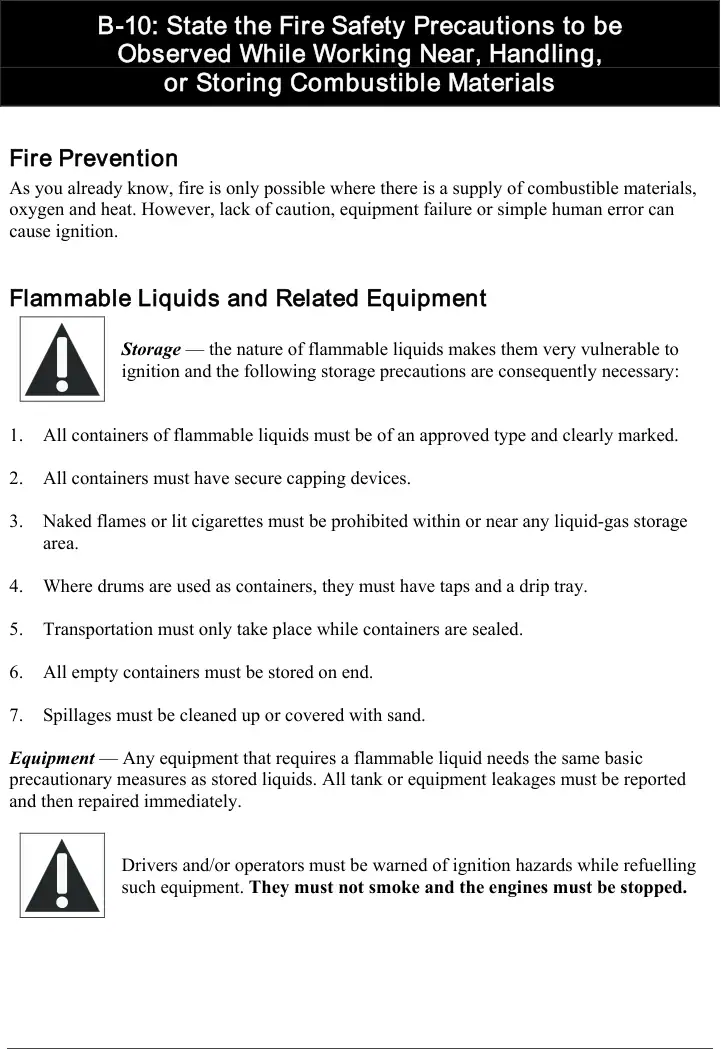 B-10: State the Fire Safety Precautions to be
Observed While Working Near, Handling,
or Storing Combustible Materials
Fire Prevention
As you already know, fire is only possible where there is a supply of combustible materials,
oxygen and heat. However, lack of caution, equipment failure or simple human error can
cause ignition.
Flammable Liquids and Related Equipment
Storage — the nature of flammable liquids makes them very vulnerable to
ignition and the following storage precautions are consequently necessary:
1. All containers of flammable liquids must be of an approved type and clearly marked.
2. All containers must have secure capping devices.
3. Naked flames or lit cigarettes must be prohibited within or near any liquid-gas storage
area.
4. Where drums are used as containers, they must have taps and a drip tray.
5. Transportation must only take place while containers are sealed.
6. All empty containers must be stored on end.
7. Spillages must be cleaned up or covered with sand.
Equipment — Any equipment that requires a flammable liquid needs the same basic
precautionary measures as stored liquids. All tank or equipment leakages must be reported
and then repaired immediately.
Drivers and/or operators must be warned of ignition hazards while refuelling
such equipment. They must not smoke and the engines must be stopped.